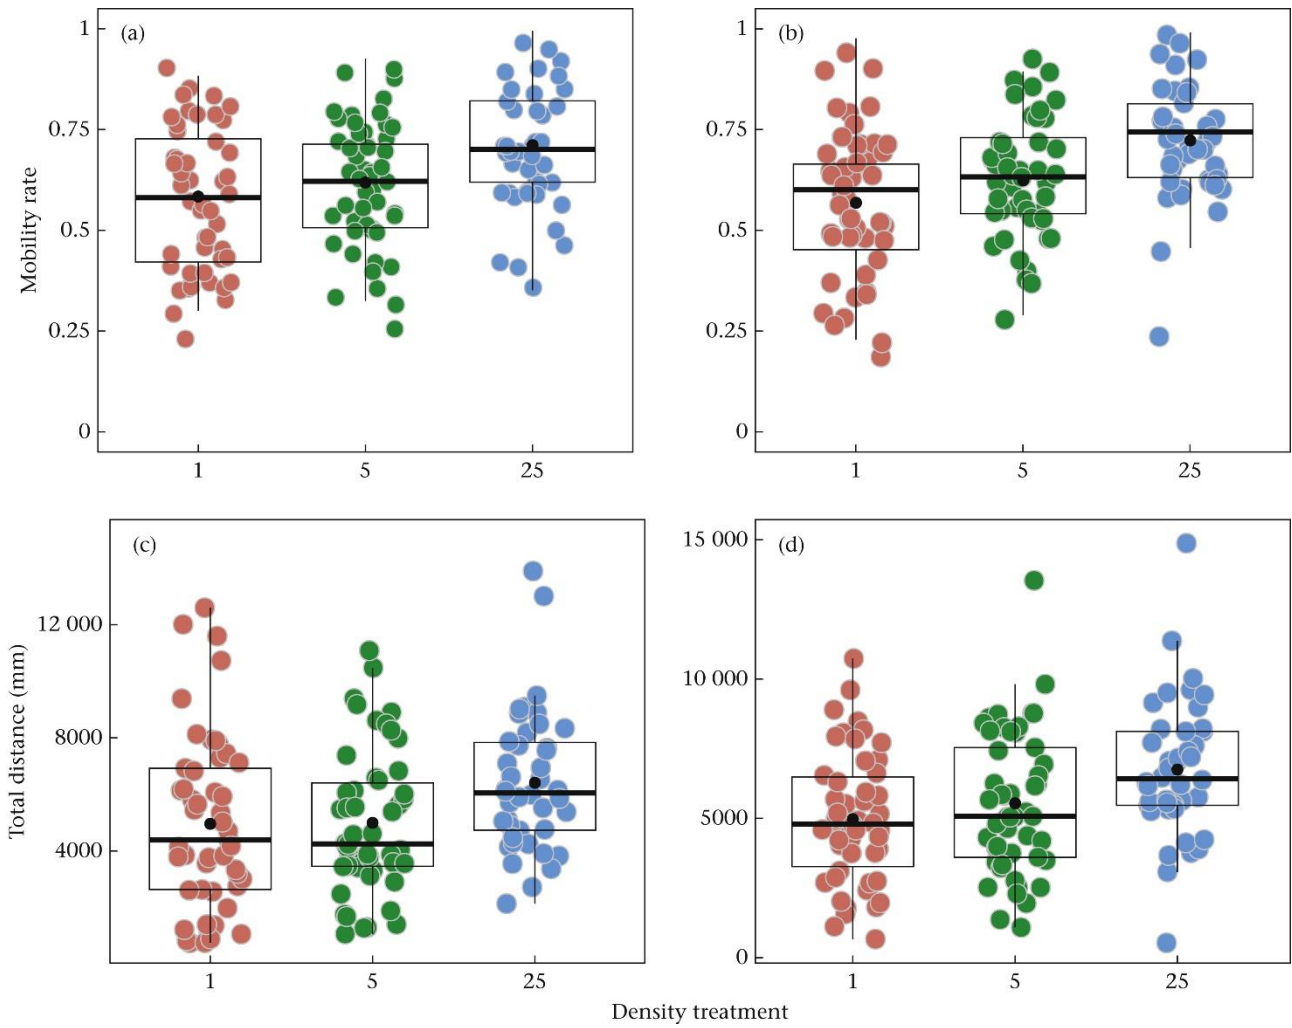 (a)
(b)
1
0.75
0.5
0.25
0
Mobility rate
1 5 25
1
0.75
0.5
0.25
0
1 5 25
(c)
(d)
12 000
8000
4000
Total distance (mm)
1 5 25
15 000
10 000
5000
0
1 5 25
Density treatment